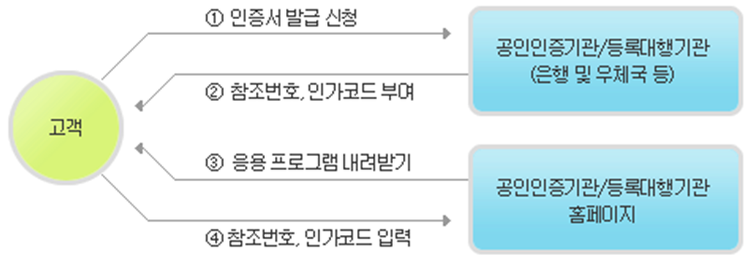 ① 인증서 발급 신청
공인인증기관/등록대행기관
(은행 및 우체국 등)
② 참조번호, 인가코드 부여
고객
③ 응용 프로그램 내려받기
공인인증기관/등록대행기관
홈페이지
④ 참조번호, 인가코드 입력